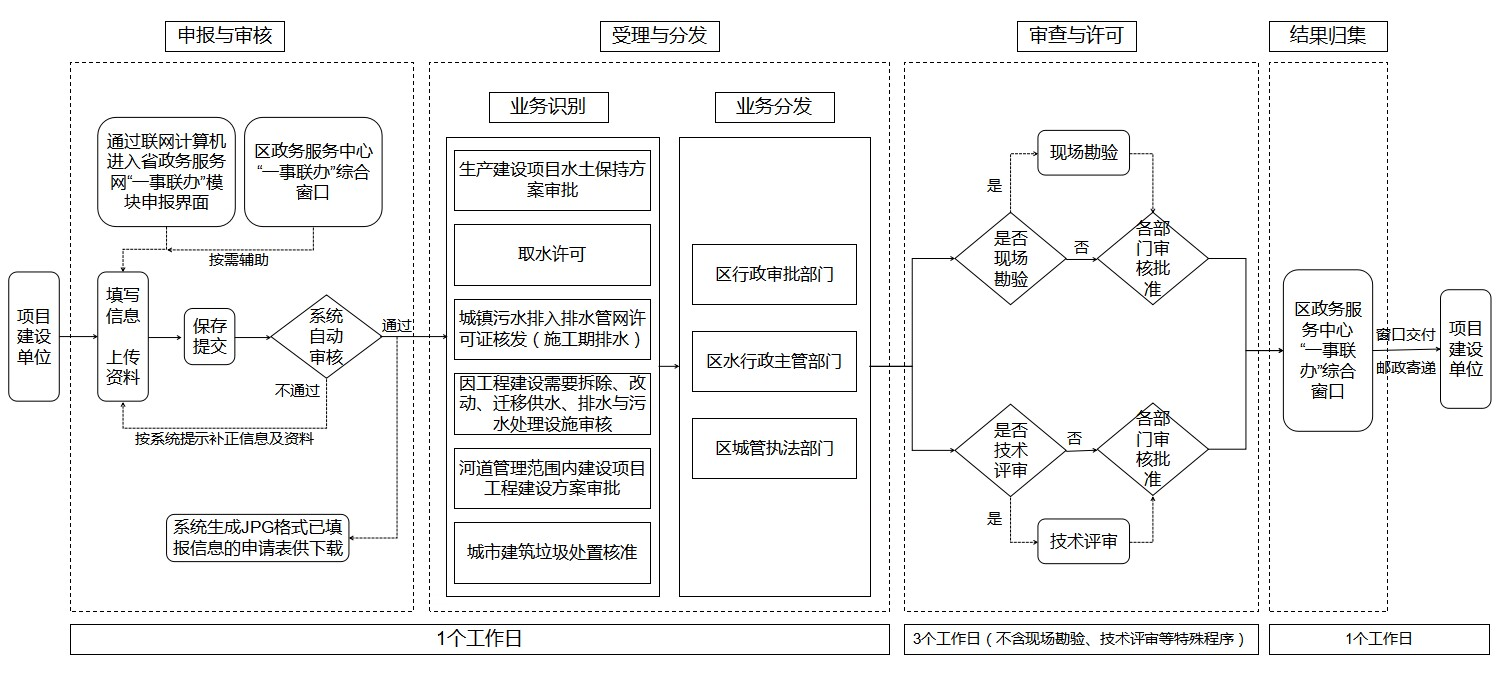 申报与审核
受理与分发
审查与许可
结果归集
业务识别
业务分发
通过联网计算机
进入省政务服务
网“一事联办”模
块申报界面
区政务服务中心
“一事联办”综合
窗口
按需辅助
项目
建设
单位
填写
信息
上传
资料
保存
提交
系统
自动
审核
通过
不通过
按系统提示补正信息及资料
系统生成JPG格式已填
报信息的申请表供下载
生产建设项目水土保持方
案审批
取水许可
城镇污水排入排水管网许
可证核发（施工期排水）
因工程建设需要拆除、改
动、迁移供水、排水与污
水处理设施审核
河道管理范围内建设项目
工程建设方案审批
城市建筑垃圾处置核准
区行政审批部门
区水行政主管部门
区城管执法部门
现场勘验
是
是否
现场
勘验
否
各部
门审
核批
准
是否
技术
评审
否
各部
门审
核批
准
是
技术评审
区政务服
务中心
“一事联
办”综合
窗口
窗口交付
邮政寄递
项目
建设
单位
1个工作日
3个工作日（不含现场勘验、技术评审等特殊程序）
1个工作日